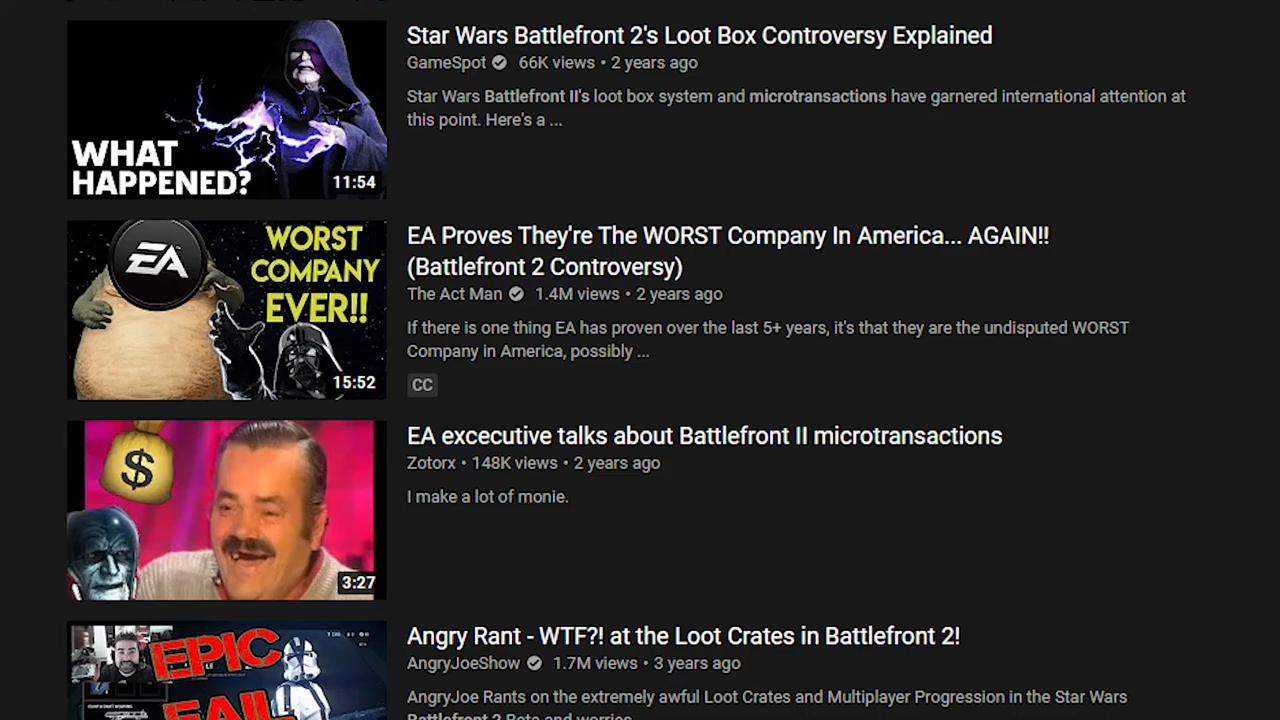 Star Wars Battlefront 2's Loot Box Controversy Explained
GameSpot 66K views • 2 years ago
Star Wars Battlefront II's loot box system and microtransactions have garnered international attention at
this point. Here's a ...
WHAT
HAPPENED?
11:54
EA Proves They're The WORST Company In America... AGAIN!!
(Battlefront 2 Controversy)
The Act Man 1.4M views • 2 years ago
If there is one thing EA has proven over the last 5+ years, it's that they are the undisputed WORST
Company in America, possibly ...
CC
EA
WORST
COMPANY
EVER!!
15:52
EA excecutive talks about Battlefront II microtransactions
Zotorx • 148K views • 2 years ago
I make a lot of monie.
$
3:27
Angry Rant - WTF?! at the Loot Crates in Battlefront 2!
AngryJoeShow 1.7M views • 3 years ago
AngryJoe Rants on the extremely awful Loot Crates and Multiplayer Progression in the Star Wars
Battlefront 2 Beta and worries
EPIC
FAIL